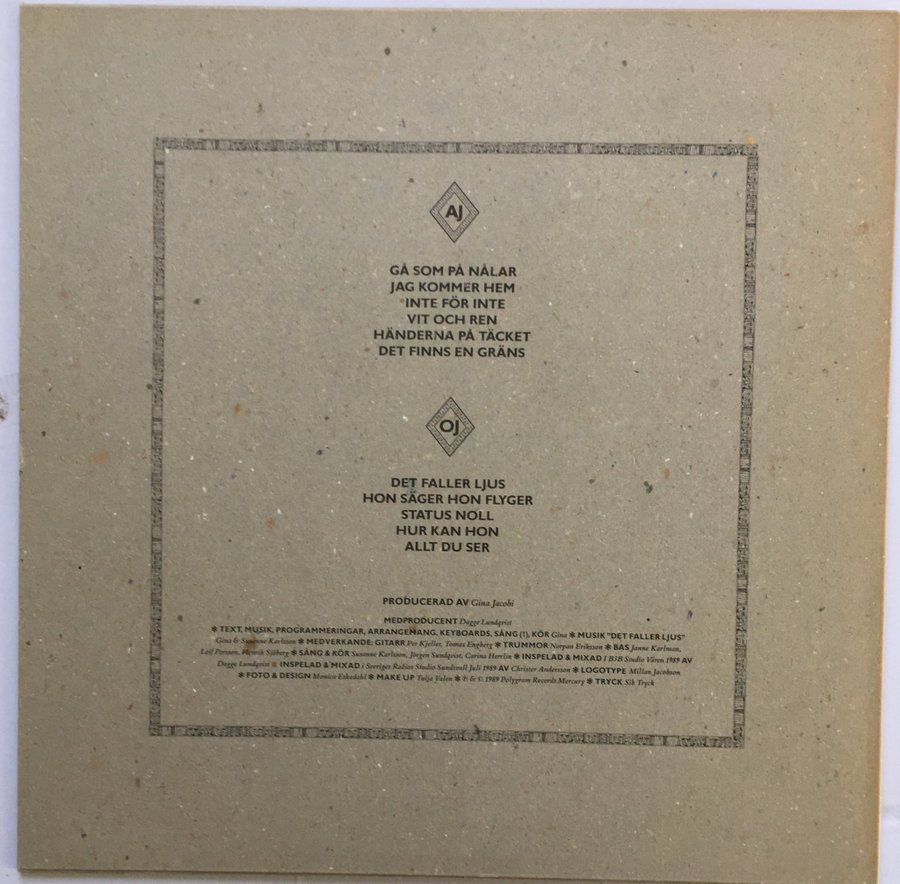 AJ
GÅ SOM PÅ NÅLAR
JAG KOMMER HEM
INTE FÖR INTE
VIT OCH REN
HÄNDERNA PÅ TÄCKET
DET FINNS EN GRÄNS
OJ
DET FALLER LJUS
HON SÄGER HON FLYGER
STATUS NOLL
HUR KAN HON
ALLT DU SER
PRODUCERAD AV Gina Jacobi
MEDPRODUCENT Dagge Lundqvist
✻ TEXT, MUSIK, PROGRAMMERINGAR, ARRANGEMANG, KEYBOARDS, SÅNG (!), KÖR Gina ✻ MUSIK "DET FALLER LJUS"
Gina & Susanne Karlsson ✻ MEDVERKANDE: GITARR Per Kjeller, Tomas Engberg ✻ TRUMMOR Norpan Eriksson ✻ BAS Janne Karlman,
Leif Persson, Henrik Sjöberg ✻ SÅNG & KÖR Susanne Karlsson, Jörgen Sundqvist, Carina Horelin ✻ INSPELAD & MIXAD I BJB Studio Våren 1989 AV
Dagge Lundqvist ✻ INSPELAD & MIXAD i Sveriges Radios Studio Sundsvall Juli 1989 AV Christer Andersson ✻ LOGOTYPE Millan Jacobson
✻ FOTO & DESIGN Monica Eskedahl ✻ MAKE UP Tuija Valen ✻ ℗ & © 1989 Polygram Records Mercury ✻ TRYCK Sib Tryck